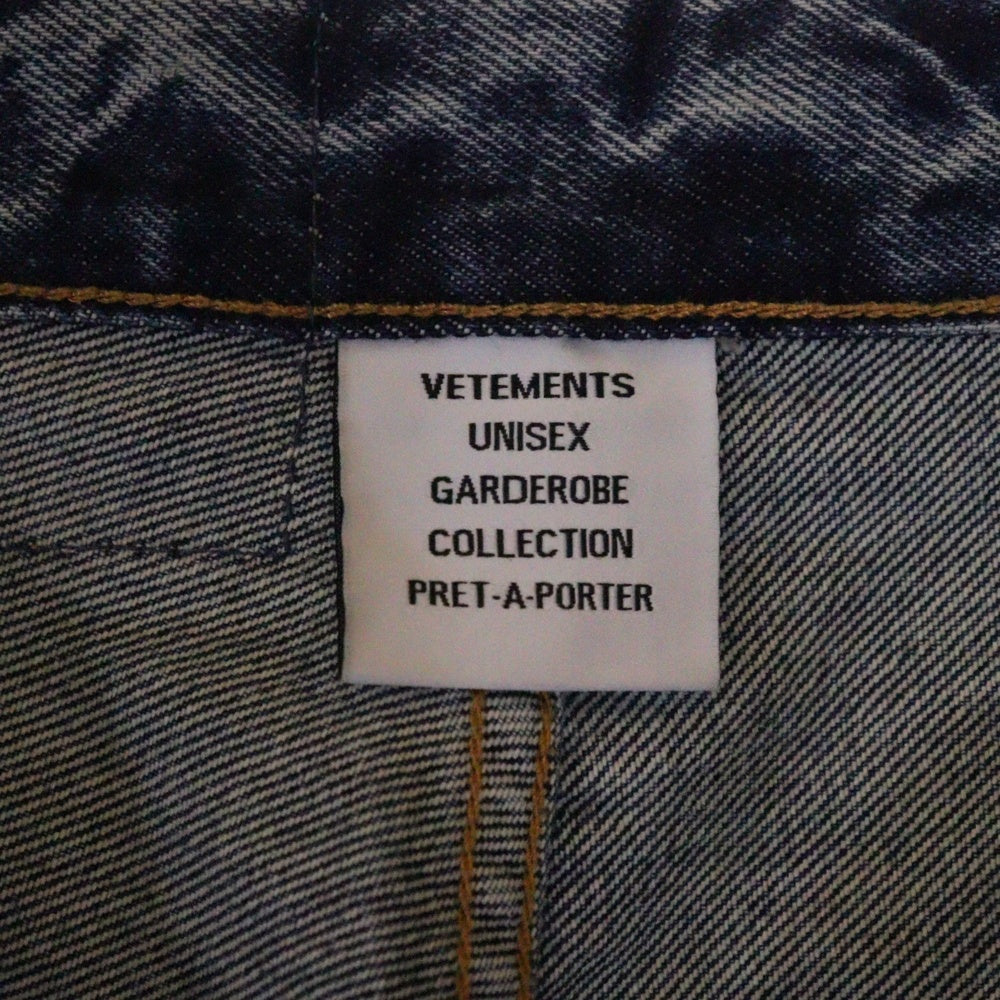 VETEMENTS
UNISEX
GARDEROBE
COLLECTION
PRET-A-PORTER